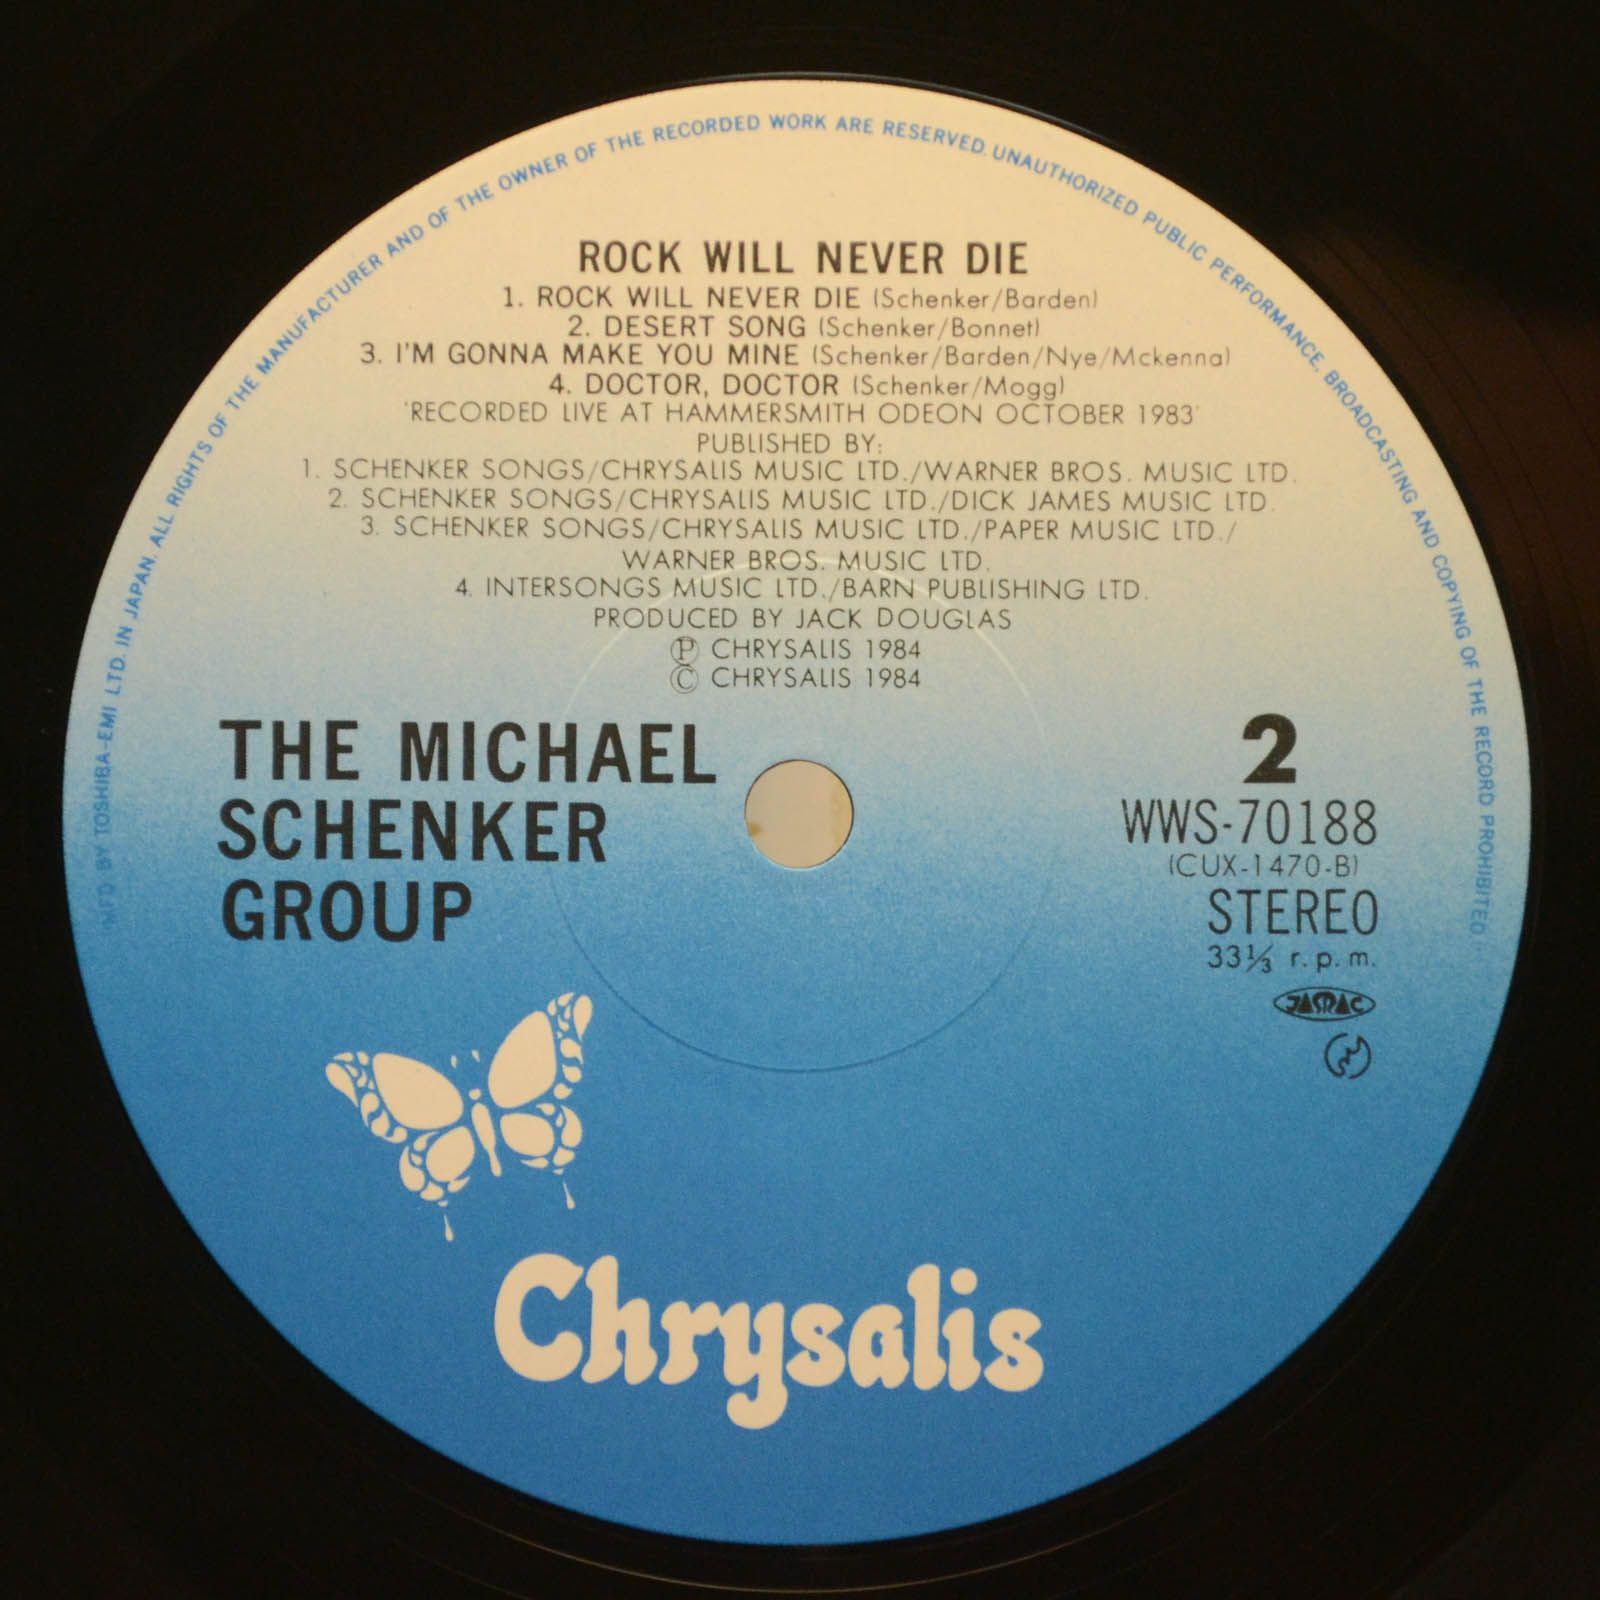 MF'D BY TOSHIBA-EMI LTD. IN JAPAN. ALL RIGHTS OF THE MANUFACTURER AND OF THE OWNER OF THE RECORDED WORK ARE RESERVED. UNAUTHORIZED PUBLIC PERFORMANCE, BROADCASTING AND COPYING OF THE RECORD PROHIBITED.
ROCK WILL NEVER DIE
1. ROCK WILL NEVER DIE (Schenker/Barden)
2. DESERT SONG (Schenker/Bonnet)
3. I'M GONNA MAKE YOU MINE (Schenker/Barden/Nye/Mckenna)
4. DOCTOR, DOCTOR (Schenker/Mogg)
'RECORDED LIVE AT HAMMERSMITH ODEON OCTOBER 1983'
PUBLISHED BY:
1. SCHENKER SONGS/CHRYSALIS MUSIC LTD./WARNER BROS. MUSIC LTD.
2. SCHENKER SONGS/CHRYSALIS MUSIC LTD./DICK JAMES MUSIC LTD.
3. SCHENKER SONGS/CHRYSALIS MUSIC LTD./PAPER MUSIC LTD./
WARNER BROS. MUSIC LTD.
4. INTERSONGS MUSIC LTD./BARN PUBLISHING LTD.
PRODUCED BY JACK DOUGLAS
Ⓟ CHRYSALIS 1984
© CHRYSALIS 1984
THE MICHAEL
SCHENKER
GROUP
2
WWS-70188
(CUX-1470-B)
STEREO
33⅓ r.p.m.
JASRAC
Chrysalis